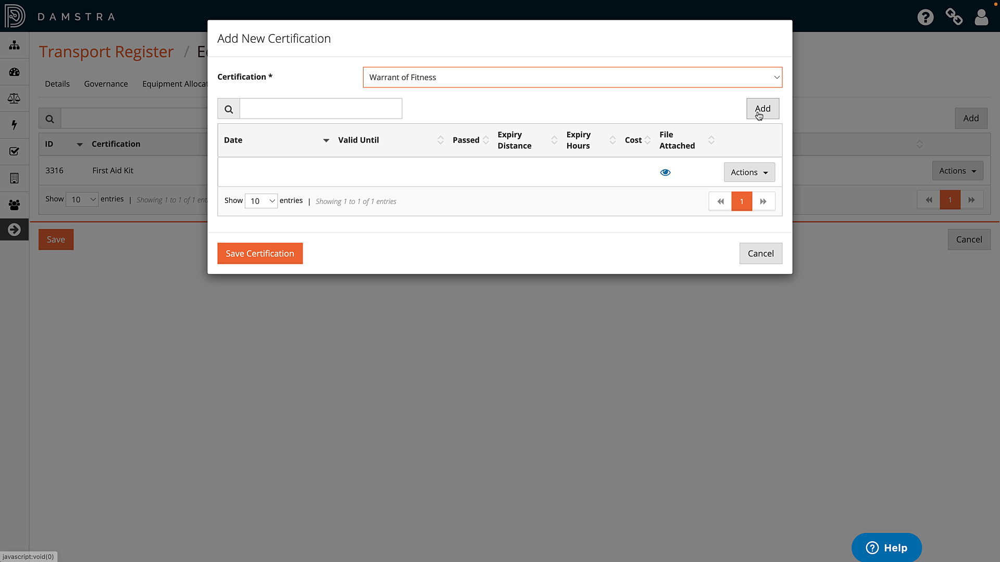 DAMSTRA
Add New Certification
Transport Register / E
Certification *
Warrant of Fitness
Details
Governance
Equipment Allocat
Add
Add
Date
Valid Until
Passed
Expiry Distance
Expiry Hours
Cost
File Attached
ID
Certification
3316
First Aid Kit
Actions
Actions
Show 10 entries | Showing 1 to 1 of 1 ent
Show 10 entries | Showing 1 to 1 of 1 entries
1
1
Save
Cancel
Save Certification
Cancel
Help
javascript:void(0)